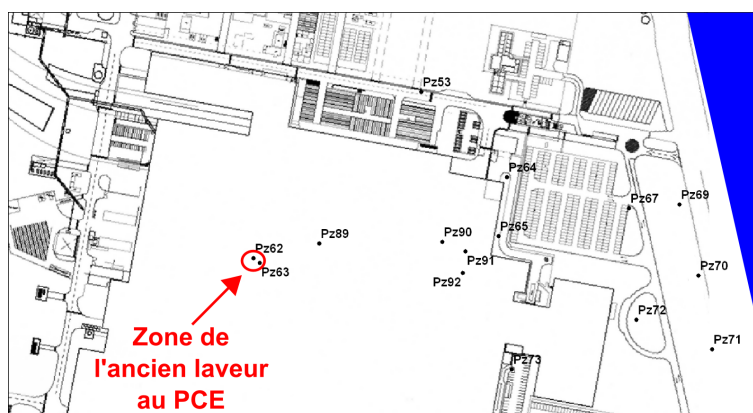 Pz53
Pz64
Pz67
Pz69
Pz65
Pz89
Pz90
Pz62
Pz91
Pz63
Pz92
Pz70
Pz72
Zone de
l'ancien laveur
au PCE
Pz71
Pz73